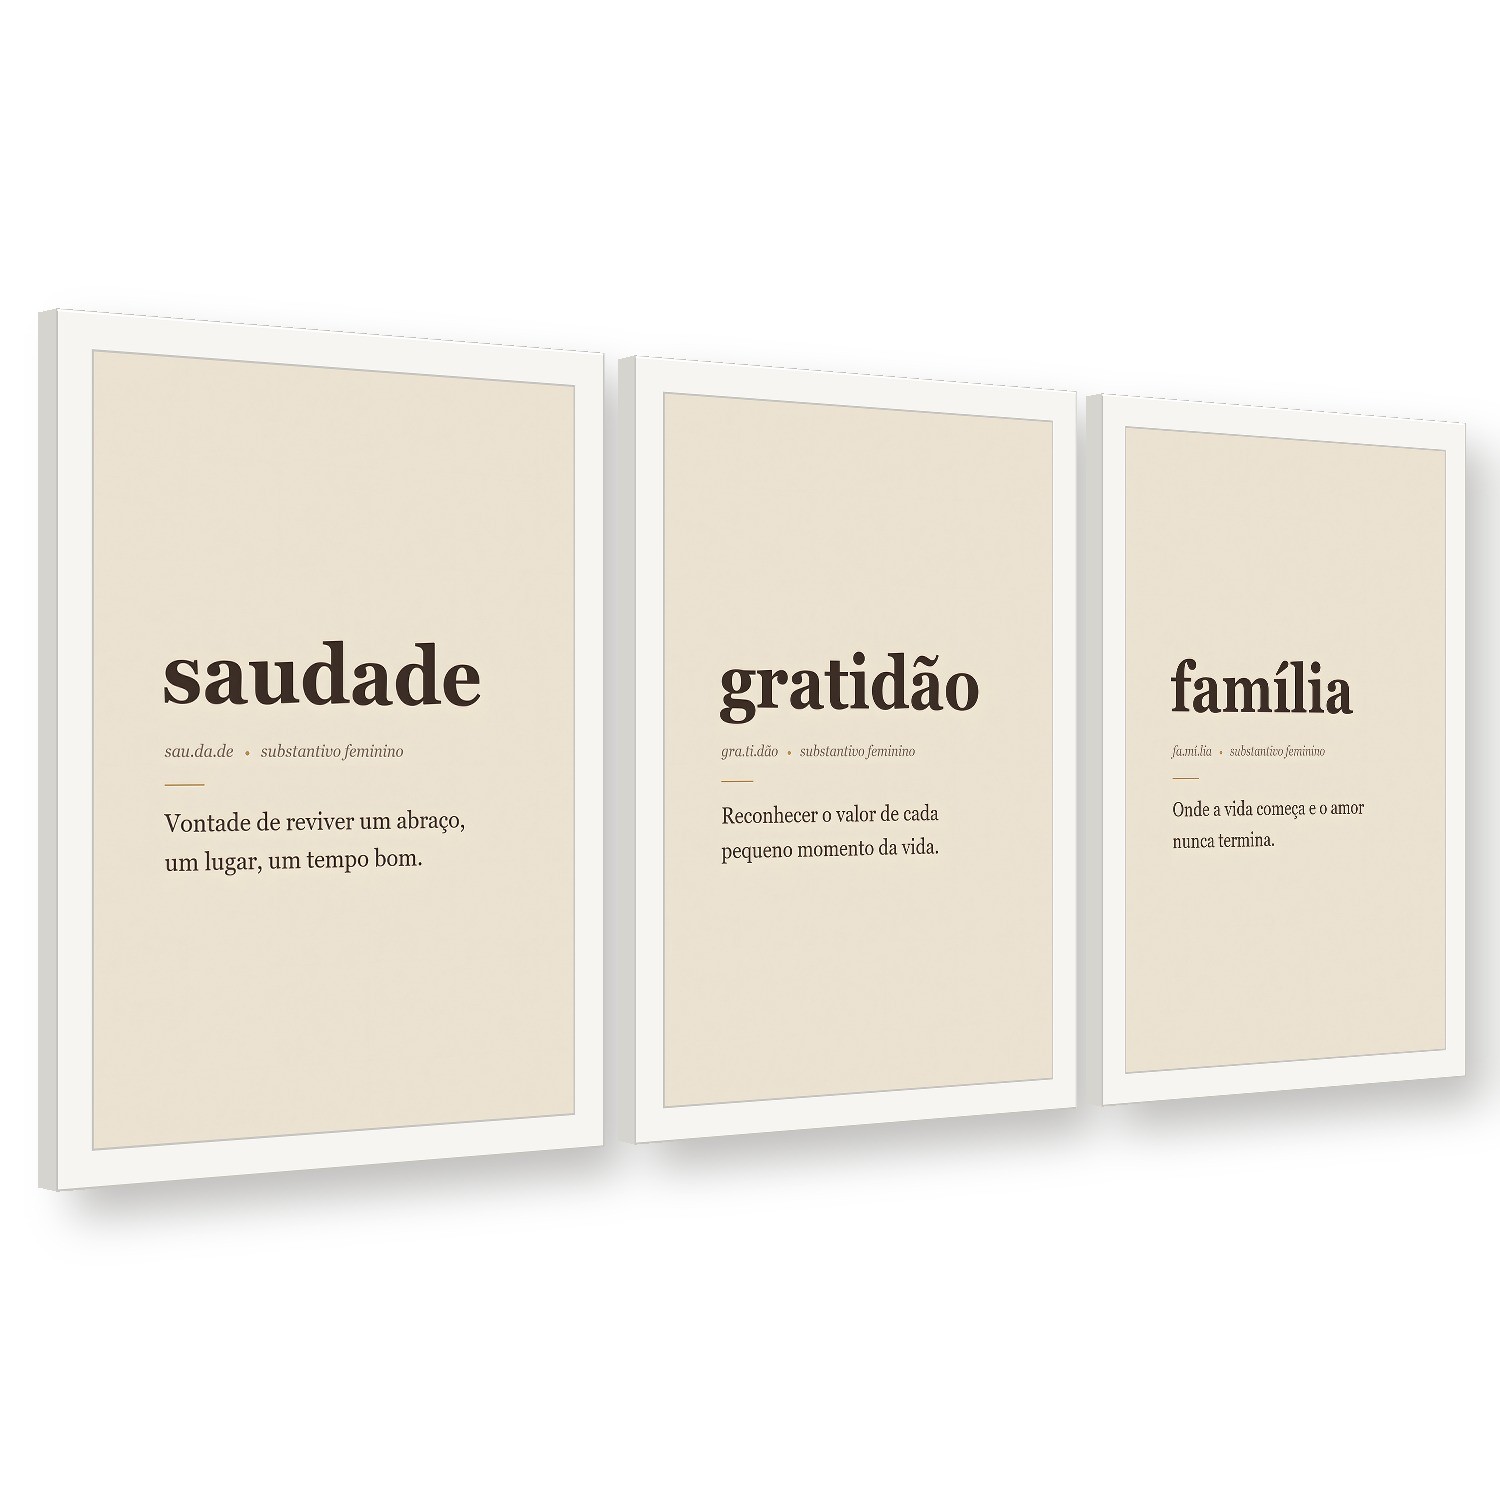 saudade
sau.da.de • substantivo feminino
Vontade de reviver um abraço,
um lugar, um tempo bom.
gratidão
gra.ti.dão • substantivo feminino
Reconhecer o valor de cada
pequeno momento da vida.
família
fa.mí.lia • substantivo feminino
Onde a vida começa e o amor
nunca termina.